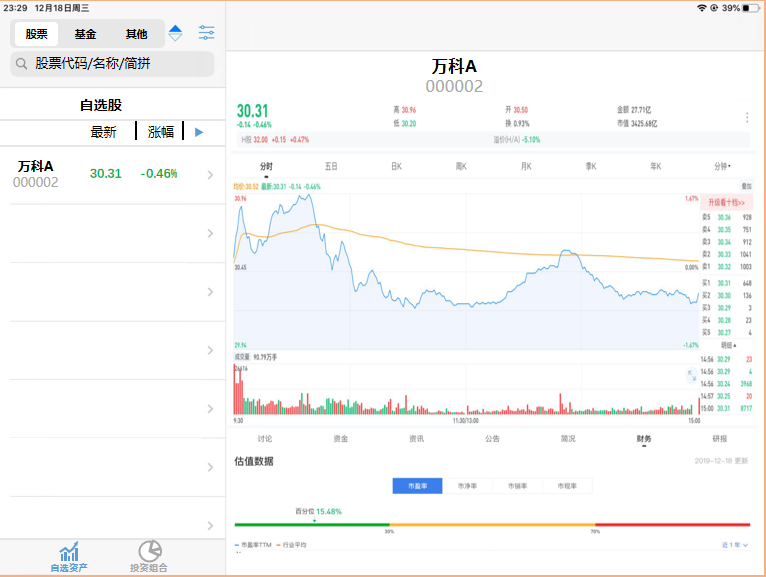 23:29 12月18日周三 39%
股票 基金 其他
股票代码/名称/简拼
自选股
最新 涨幅
万科A 30.31 -0.46%
000002
自选资产 投资组合
万科A
000002
30.31 高 30.96 开 30.50 金额 27.71亿
-0.14 -0.46% 低 30.20 换 0.93% 市值 3425.68亿
H股 32.00 +0.15 +0.47% 溢价(H/A) -5.10%
分时 五日 日K 周K 月K 季K 年K 分钟
均价:30.52 最新:30.31 -0.14 -0.46% 叠加
30.96 1.67%
升级看十档>>
卖5 30.36 928
卖4 30.35 751
卖3 30.34 912
卖2 30.33 1041
卖1 30.32 1003
30.45 0.00%
买1 30.31 648
买2 30.30 136
买3 30.29 3
买4 30.28 23
买5 30.27 4
29.94 -1.67%
明细
成交量 90.79万手
14:56 30.29 23
14:56 30.29 4
14:56 30.24 3968
14:57 30.25 20
15:00 30.31 8717
9:30 11:30/13:00 15:00
讨论 资金 资讯 公告 简况 财务 研报
估值数据 2019-12-18 更新
市盈率 市净率 市销率 市现率
百分位 15.48%
30% 70%
市盈率TTM 行业平均 近1年